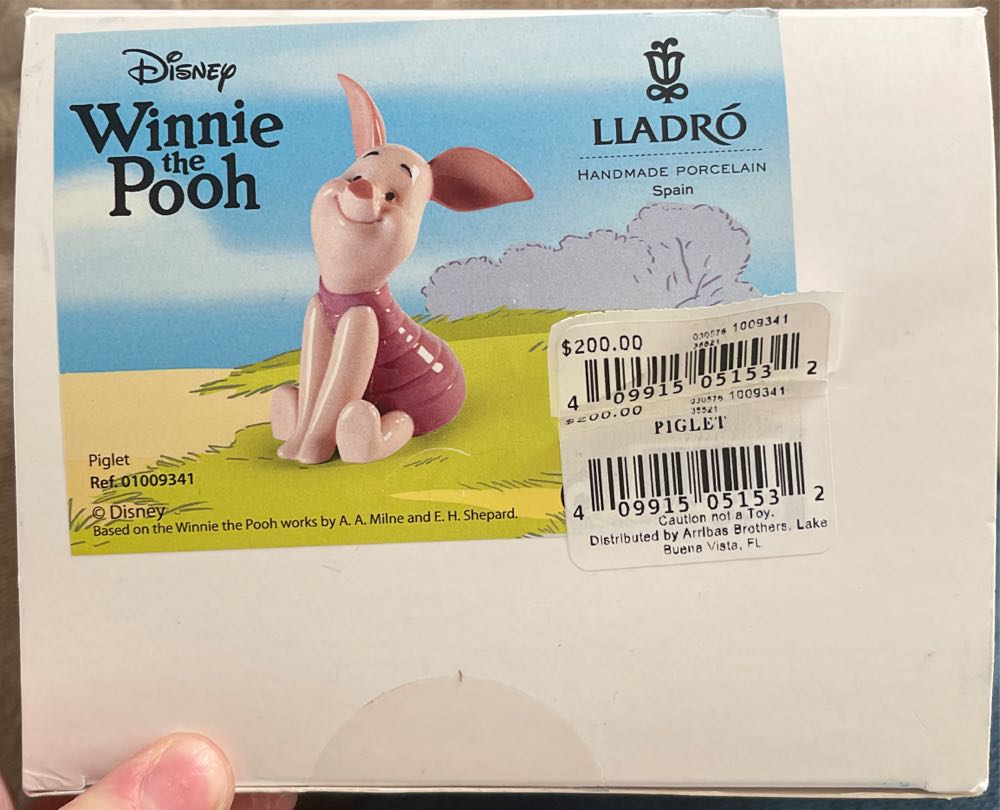 Disney
Winnie
the
Pooh
LLADRÓ
HANDMADE PORCELAIN
Spain
Piglet
Ref. 01009341
© Disney
Based on the Winnie the Pooh works by A. A. Milne and E. H. Shepard.
$200.00
1009341
4 09915 05153 2
$200.00
1009341
PIGLET
4 09915 05153 2
Caution not a Toy.
Distributed by Arribas Brothers, Lake
Buena Vista, FL